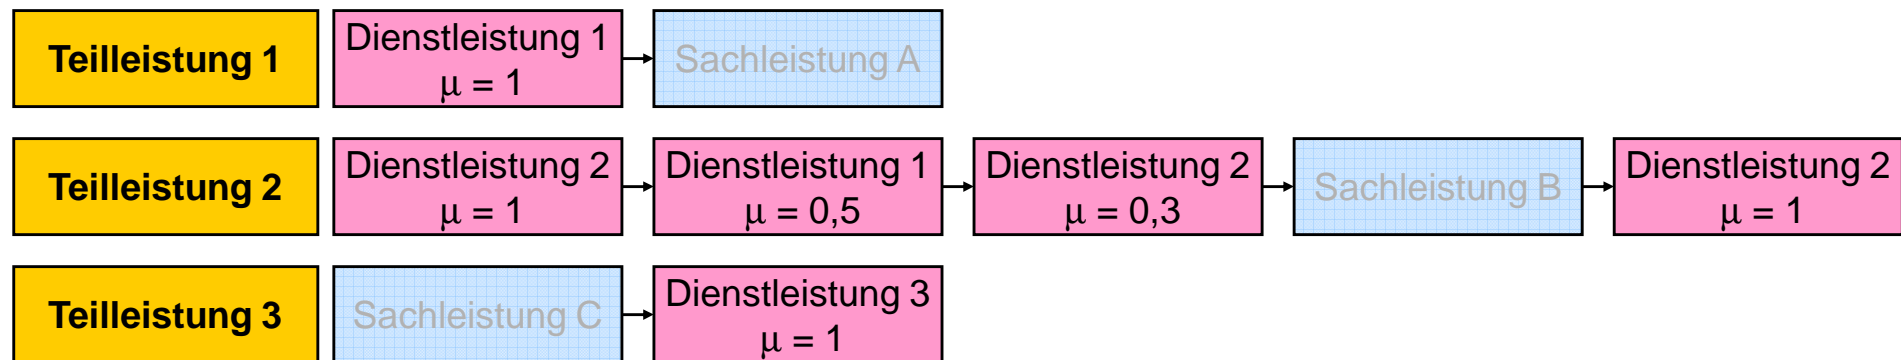 Teilleistung 1
Dienstleistung 1
μ = 1
Sachleistung A
Teilleistung 2
Dienstleistung 2
μ = 1
Dienstleistung 1
μ = 0,5
Dienstleistung 2
μ = 0,3
Sachleistung B
Dienstleistung 2
μ = 1
Teilleistung 3
Sachleistung C
Dienstleistung 3
μ = 1